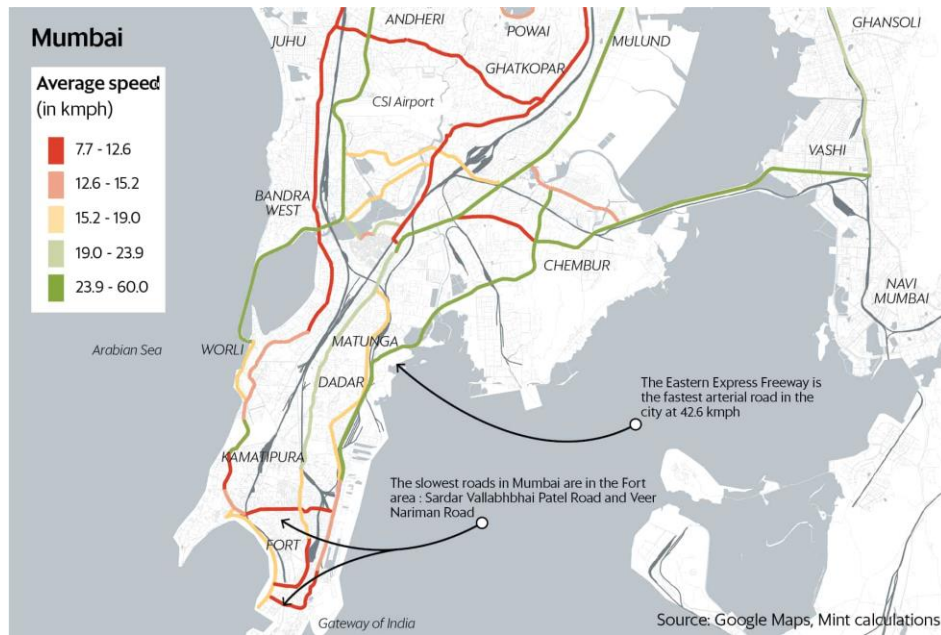 Mumbai
Average speed
(in kmph)
7.7 - 12.6
12.6 - 15.2
15.2 - 19.0
19.0 - 23.9
23.9 - 60.0
JUHU
ANDHERI
POWAI
MULUND
GHANSOLI
GHATKOPAR
CSI Airport
VASHI
BANDRA
WEST
CHEMBUR
NAVI
MUMBAI
Arabian Sea
WORLI
MATUNGA
DADAR
The Eastern Express Freeway is
the fastest arterial road in the
city at 42.6 kmph
KAMATIPURA
The slowest roads in Mumbai are in the Fort
area : Sardar Vallabhbhai Patel Road and Veer
Nariman Road
FORT
Gateway of India
Source: Google Maps, Mint calculations